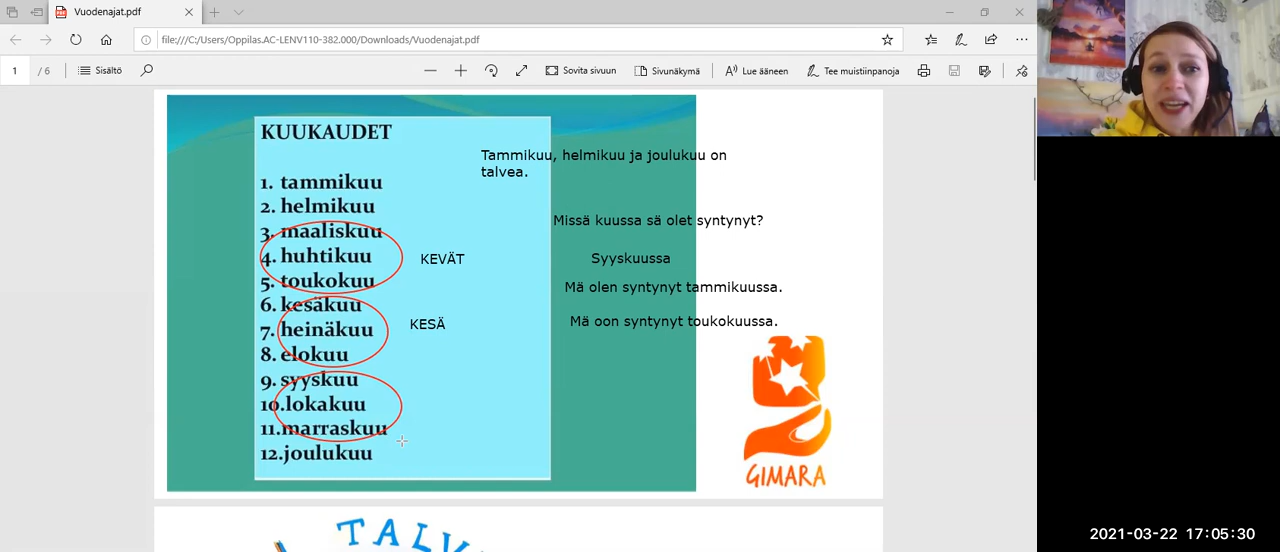 Vuodenajat.pdf
file:///C:/Users/Oppilas.AC-LENV110-382.000/Downloads/Vuodenajat.pdf
1 / 6 Sisältö Sovita sivuun Sivunäkymä Lue ääneen Tee muistiinpanoja
KUUKAUDET
1. tammikuu
2. helmikuu
3. maaliskuu
4. huhtikuu
5. toukokuu
6. kesäkuu
7. heinäkuu
8. elokuu
9. syyskuu
10.lokakuu
11.marraskuu
12.joulukuu
KEVÄT
KESÄ
Tammikuu, helmikuu ja joulukuu on
talvea.
Missä kuussa sä olet syntynyt?
Syyskuussa
Mä olen syntynyt tammikuussa.
Mä oon syntynyt toukokuussa.
GIMARA
TALV
2021-03-22 17:05:30